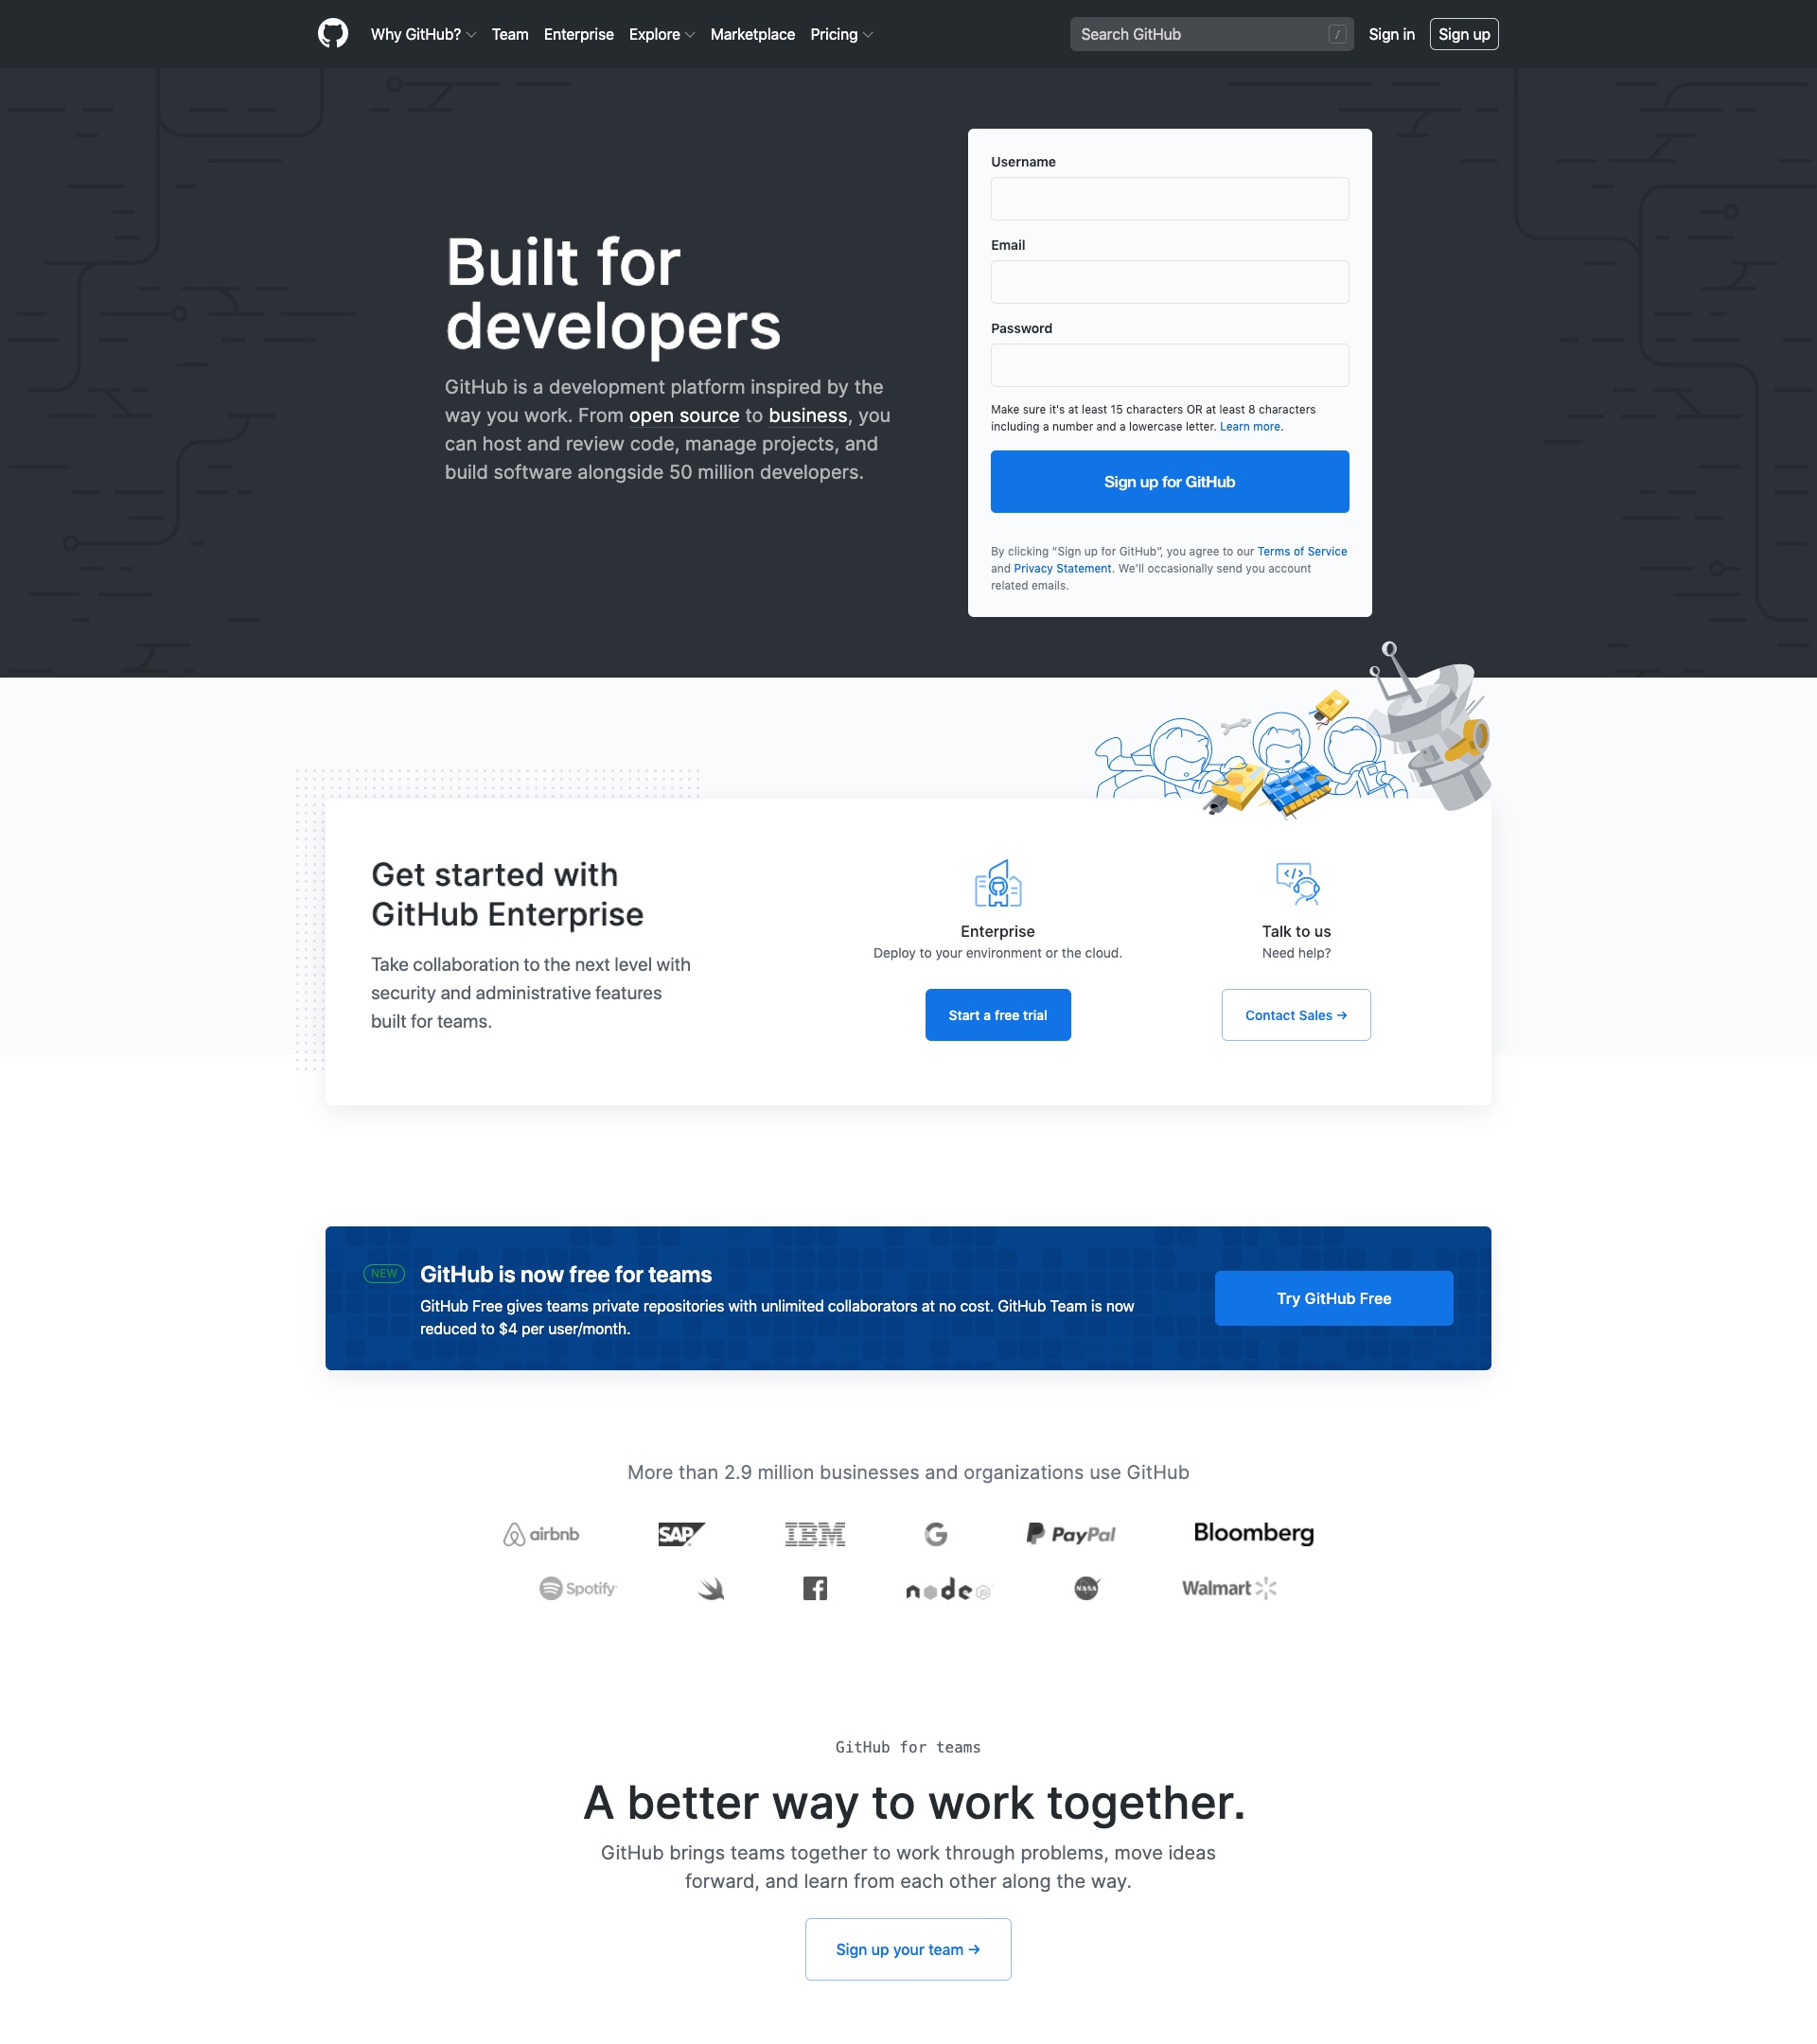 Why GitHub? Team Enterprise Explore Marketplace Pricing Search GitHub / Sign in Sign up
Built for
developers
GitHub is a development platform inspired by the
way you work. From open source to business, you
can host and review code, manage projects, and
build software alongside 50 million developers.
Username
Email
Password
Make sure it's at least 15 characters OR at least 8 characters
including a number and a lowercase letter. Learn more.
Sign up for GitHub
By clicking “Sign up for GitHub”, you agree to our Terms of Service
and Privacy Statement. We’ll occasionally send you account
related emails.
Get started with
GitHub Enterprise
Take collaboration to the next level with
security and administrative features
built for teams.
Enterprise
Deploy to your environment or the cloud.
Start a free trial
</>
Talk to us
Need help?
Contact Sales →
NEW GitHub is now free for teams
GitHub Free gives teams private repositories with unlimited collaborators at no cost. GitHub Team is now
reduced to $4 per user/month.
Try GitHub Free
More than 2.9 million businesses and organizations use GitHub
airbnb SAP IBM G PayPal Bloomberg
Spotify f node JS NASA Walmart
GitHub for teams
A better way to work together.
GitHub brings teams together to work through problems, move ideas
forward, and learn from each other along the way.
Sign up your team →